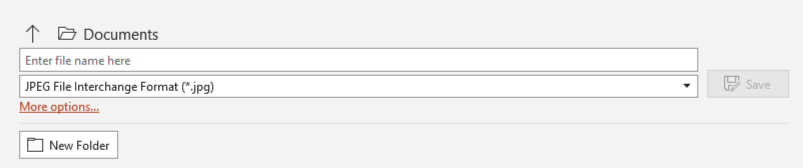 Documents
Enter file name here
JPEG File Interchange Format (*.jpg)
Save
More options...
New Folder